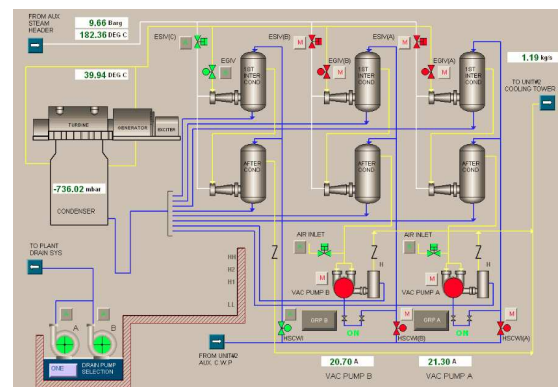 FROM AUX
STEAM
HEADER
9.66 Barg
182.36 DEG C
39.94 DEG C
ESIV(C)
ESIV(B)
ESIV(A)
EGIV
EGIV(B)
EGIV(A)
M
M
M
M
1ST
INTER
COND
1ST
INTER
COND
1ST
INTER
COND
1.19 kg/h
TO UNIT#2
COOLING TOWER
TURBINE
GENERATOR
EXCITER
-736.02 mbar
CONDENSER
AFTER
COND
AFTER
COND
AFTER
COND
TO PLANT
DRAIN SYS
HH
H2
H1
LL
AIR INLET
AIR INLET
M
M
H
H
VAC PUMP B
VAC PUMP A
GRP B
GRP A
M
M
ON
ON
HSCWI
HSCWI(B)
HSCWI(A)
A
B
ONE
DRAIN PUMP
SELECTION
FROM UNIT#2
AUX. C.W.P
20.70 A
21.30 A
VAC PUMP B
VAC PUMP A